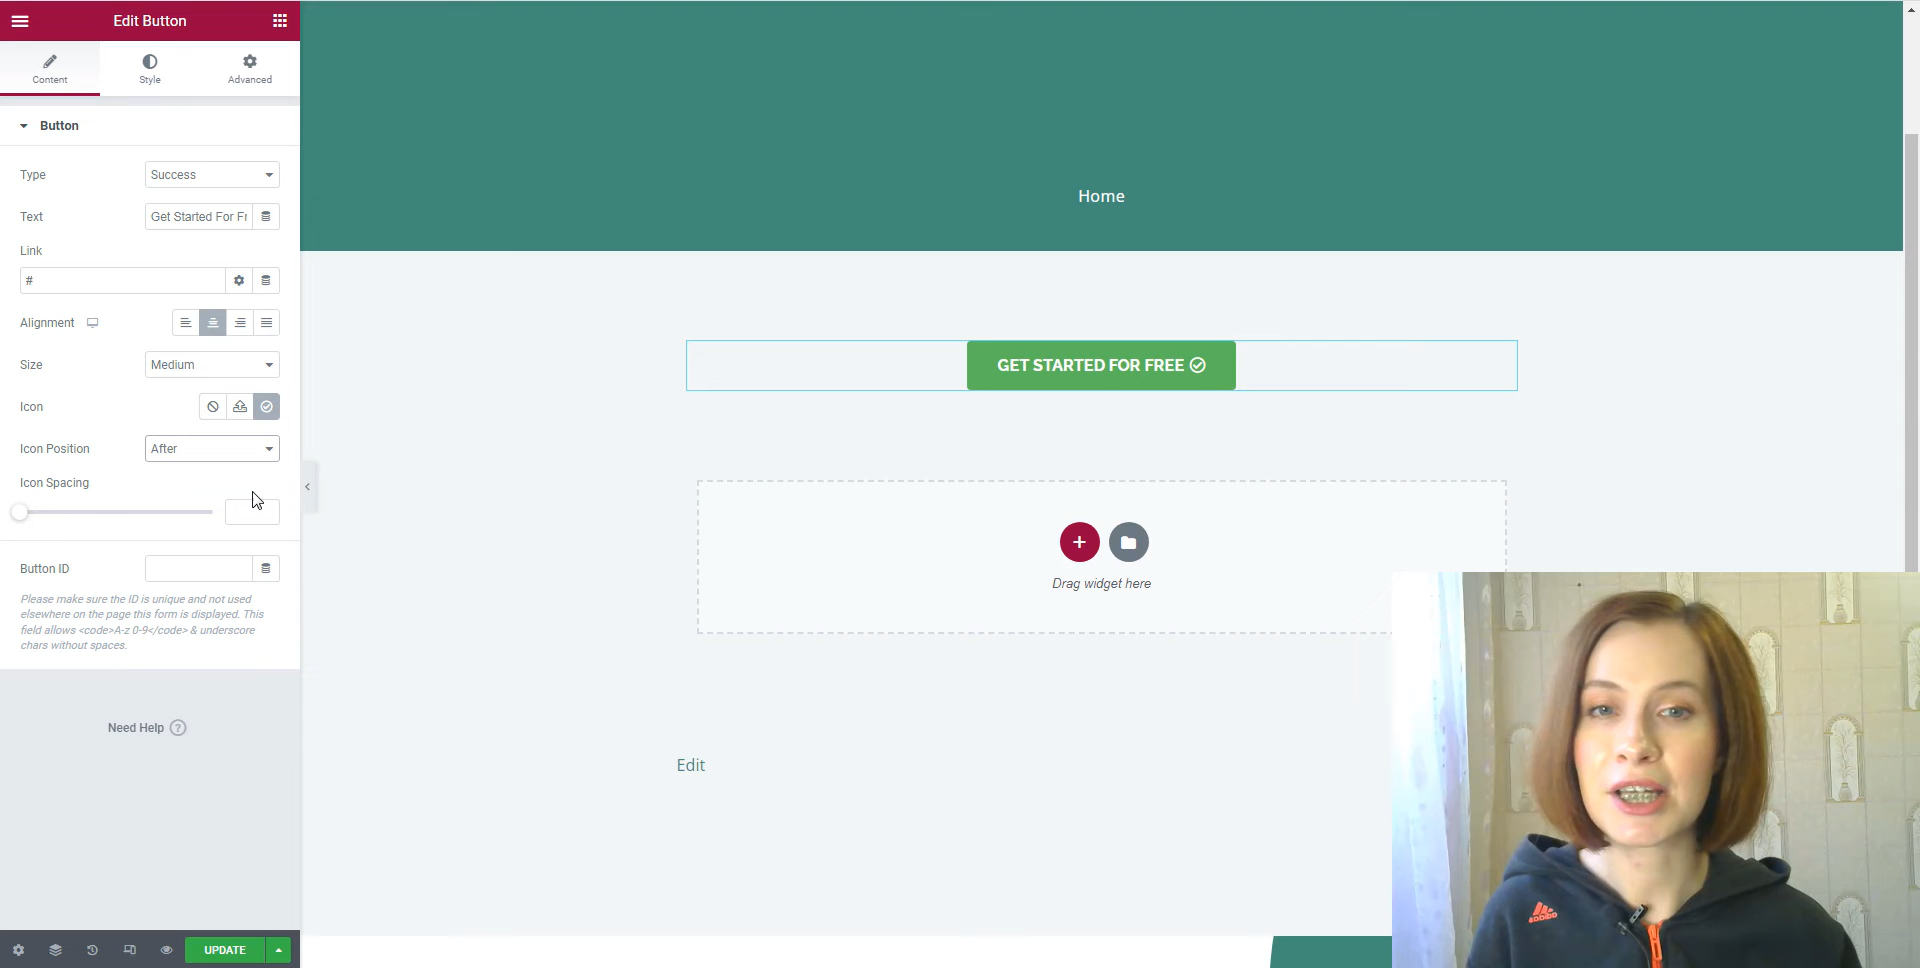 Edit Button
Content
Style
Advanced
Button
Type
Success
Text
Get Started For Fr
Link
#
Alignment
Size
Medium
Icon
Icon Position
After
Icon Spacing
Button ID
Please make sure the ID is unique and not used
elsewhere on the page this form is displayed. This
field allows <code>A-z 0-9</code> & underscore
chars without spaces.
Need Help ?
UPDATE
Home
GET STARTED FOR FREE
+
Drag widget here
Edit
adidas